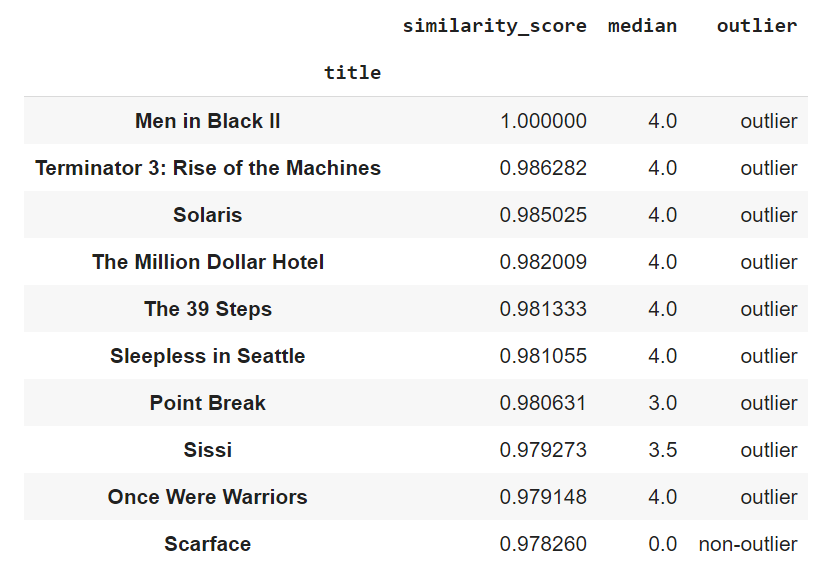 similarity_score median outlier
title
Men in Black II 1.000000 4.0 outlier
Terminator 3: Rise of the Machines 0.986282 4.0 outlier
Solaris 0.985025 4.0 outlier
The Million Dollar Hotel 0.982009 4.0 outlier
The 39 Steps 0.981333 4.0 outlier
Sleepless in Seattle 0.981055 4.0 outlier
Point Break 0.980631 3.0 outlier
Sissi 0.979273 3.5 outlier
Once Were Warriors 0.979148 4.0 outlier
Scarface 0.978260 0.0 non-outlier